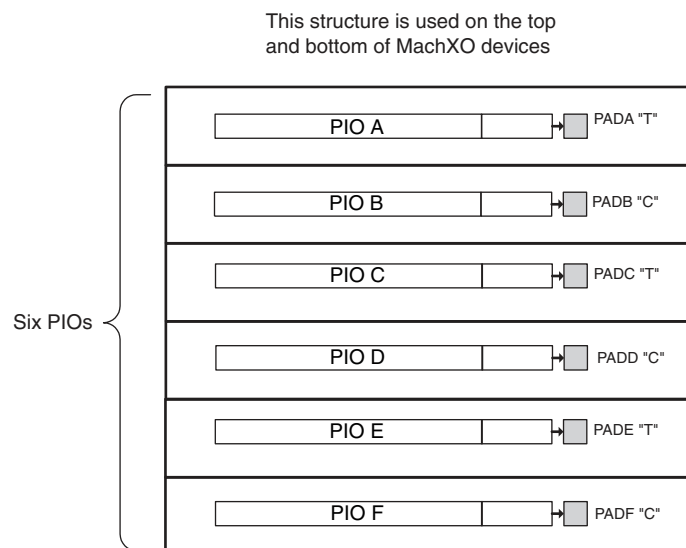 This structure is used on the top
and bottom of MachXO devices
PIO A
PADA "T"
PIO B
PADB "C"
PIO C
PADC "T"
Six PIOs
PIO D
PADD "C"
PIO E
PADE "T"
PIO F
PADF "C"